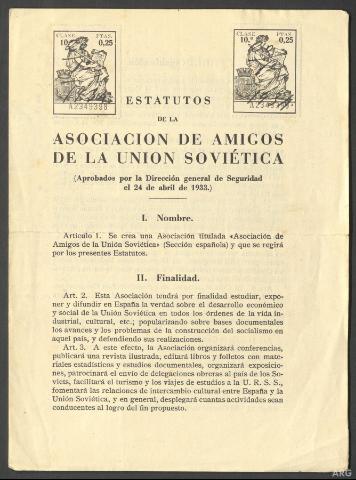 CLASE PTAS.
10.ª 0,25
A2349398
CLASE PTAS.
10.ª 0,25
ESTATUTOS
DE LA
ASOCIACION DE AMIGOS
DE LA UNION SOVIÉTICA
(Aprobados por la Dirección general de Seguridad
el 24 de abril de 1933.)
I. Nombre.
Artículo 1. Se crea una Asociación titulada «Asociación de
Amigos de la Unión Soviética» (Sección española) y que se regirá
por los presentes Estatutos.
II. Finalidad.
Art. 2. Esta Asociación tendrá por finalidad estudiar, expo-
ner y difundir en España la verdad sobre el desarrollo económico
y social de la Unión Soviética en todos los órdenes de la vida in-
dustrial, cultural, etc.; popularizando sobre bases documentales
los avances y los problemas de la construcción del socialismo en
aquel país, y defendiendo sus realizaciones.
Art. 3. A este efecto, la Asociación organizará conferencias,
publicará una revista ilustrada, editará libros y folletos con ma-
teriales estadísticos y estudios documentales, organizará exposicio-
nes, patrocinará el envío de delegaciones obreras al país de los So-
viets, facilitará el turismo y los viajes de estudios a la U. R. S. S.,
fomentará las relaciones de intercambio cultural entre España y la
Unión Soviética, y en general, desplegará cuantas actividades sean
conducentes al logro del fin propuesto.
ARG